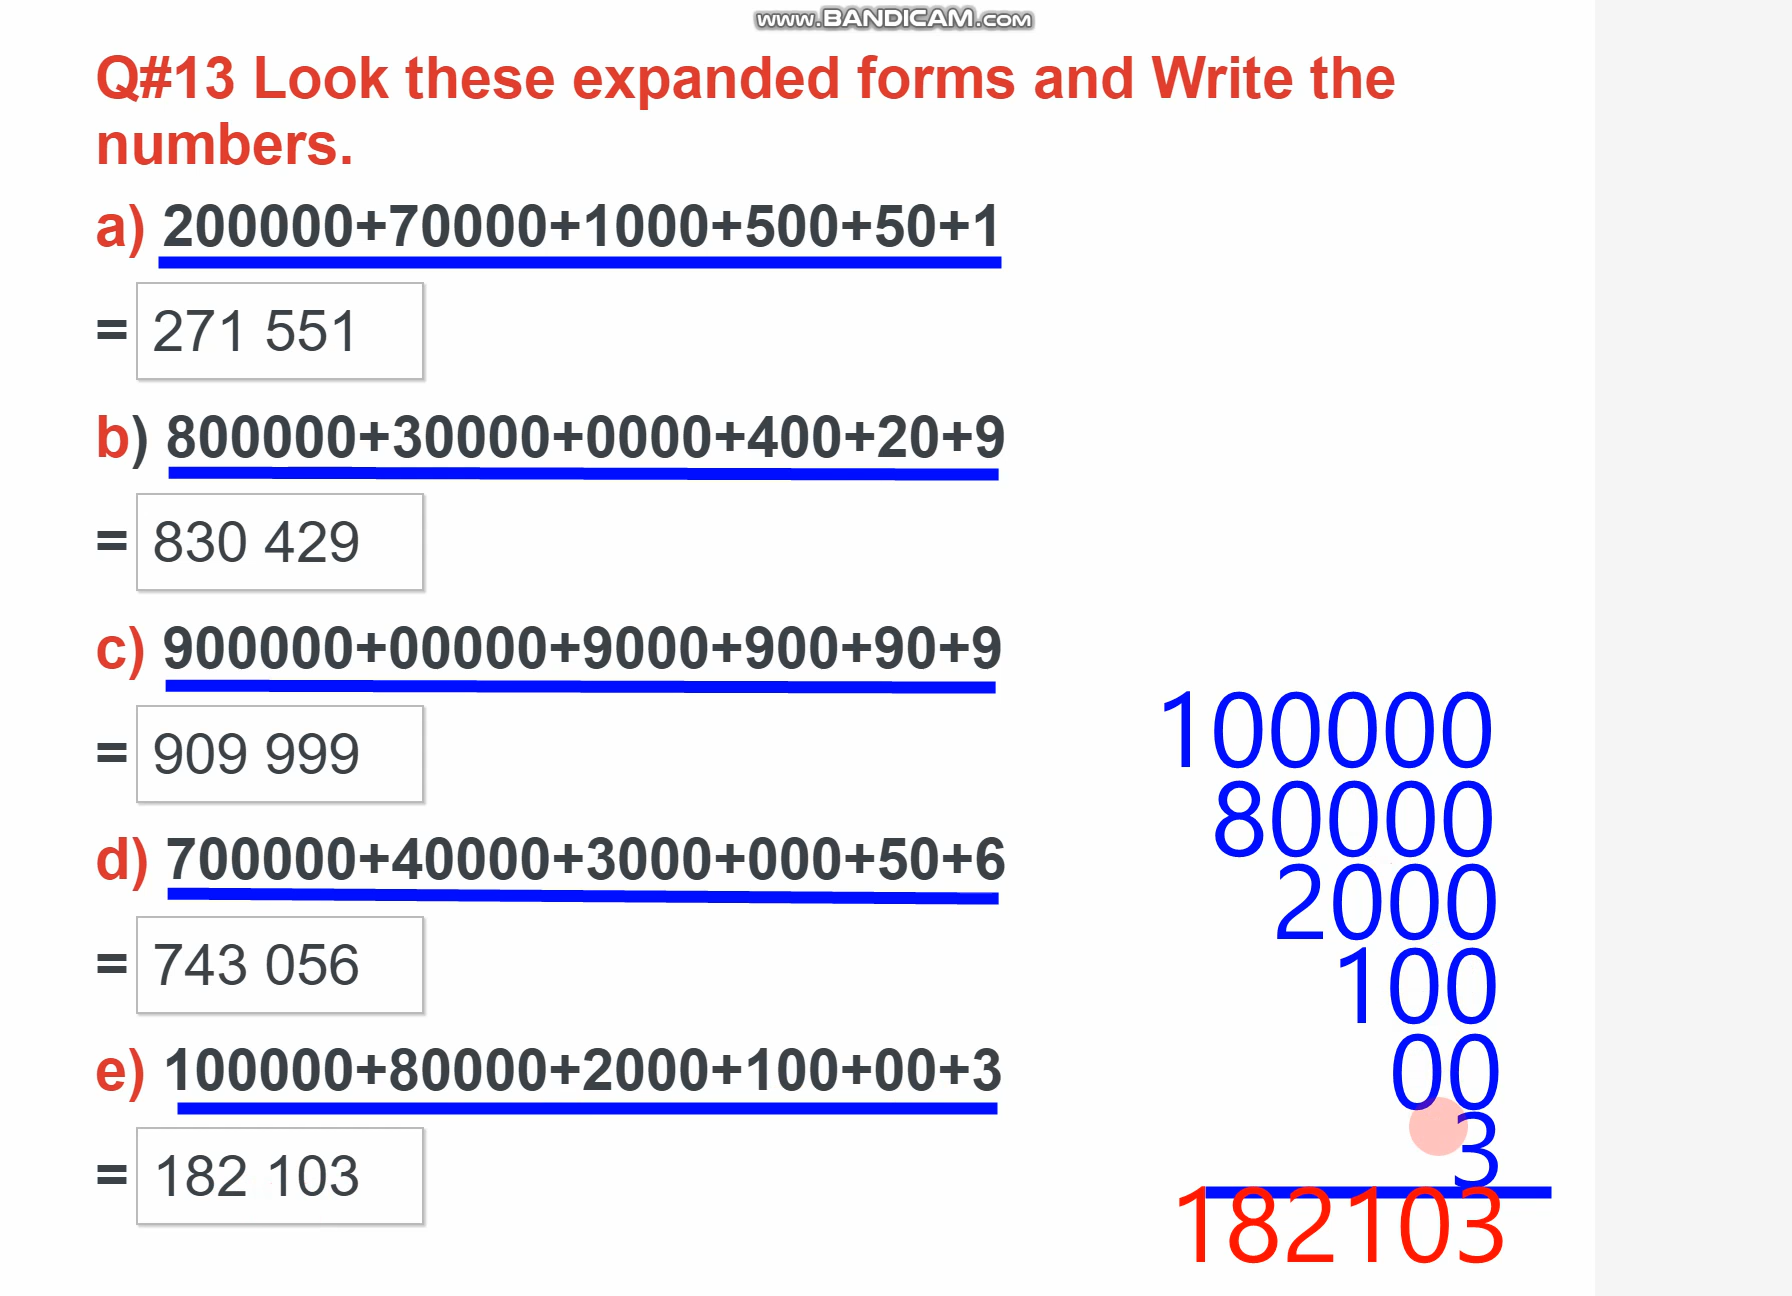 www.BANDICAM.com
Q#13 Look these expanded forms and Write the
numbers.
a) 200000+70000+1000+500+50+1
= 271 551
b) 800000+30000+0000+400+20+9
= 830 429
c) 900000+00000+9000+900+90+9
= 909 999
d) 700000+40000+3000+000+50+6
= 743 056
e) 100000+80000+2000+100+00+3
= 182 103
100000
80000
2000
100
00
3
182103